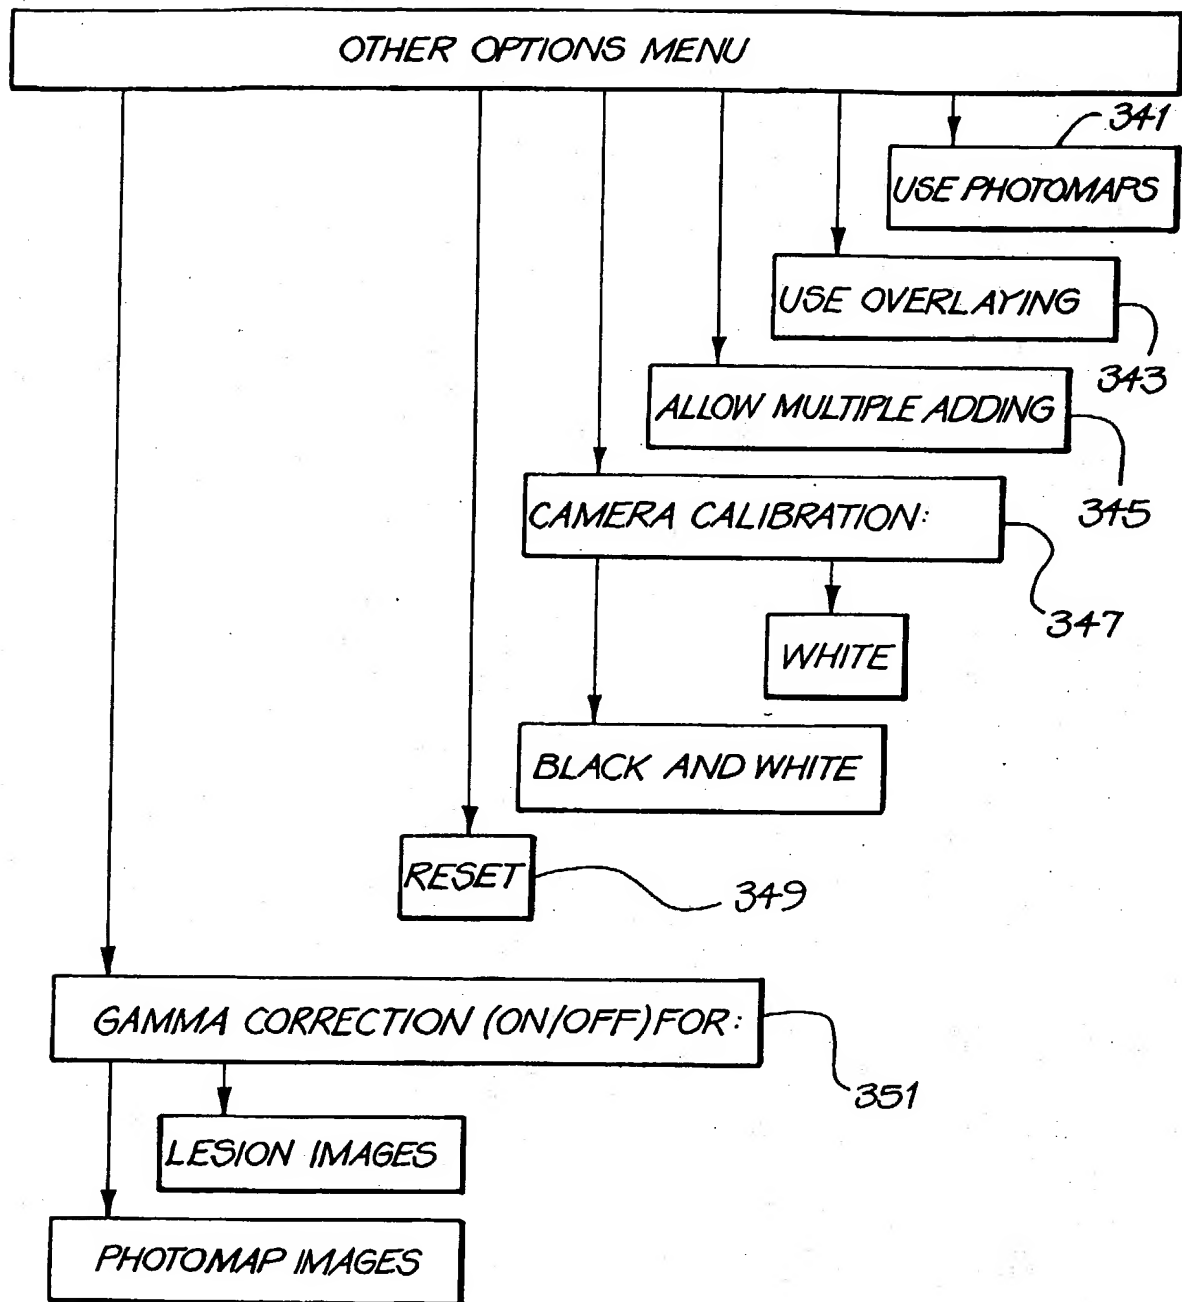 OTHER OPTIONS MENU
341
USE PHOTOMAPS
USE OVERLAYING
343
ALLOW MULTIPLE ADDING
345
CAMERA CALIBRATION:
347
WHITE
BLACK AND WHITE
RESET
349
GAMMA CORRECTION (ON/OFF) FOR:
351
LESION IMAGES
PHOTOMAP IMAGES